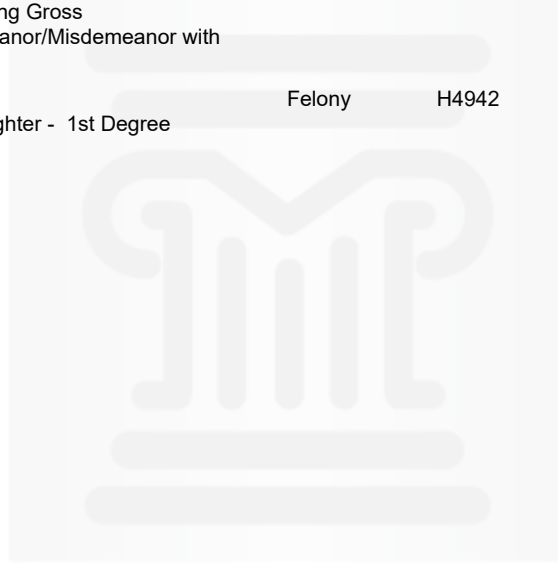 ng Gross
anor/Misdemeanor with
Felony H4942
ghter - 1st Degree